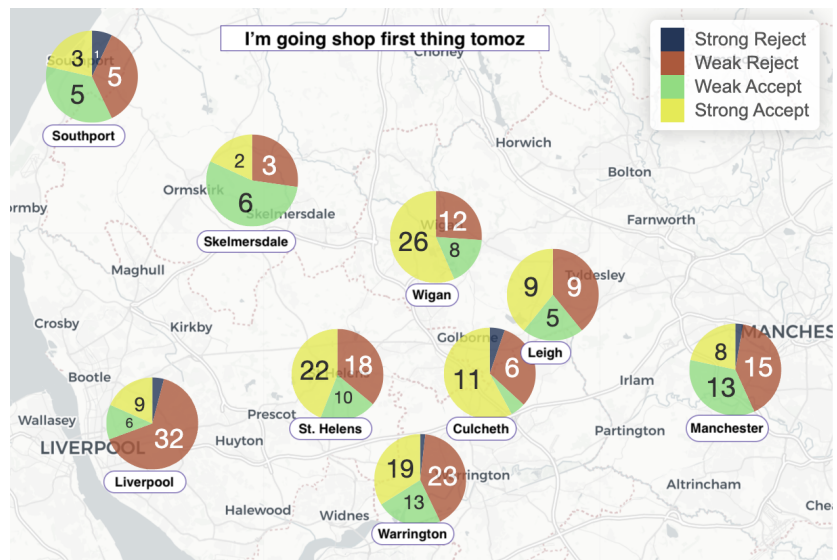 I'm going shop first thing tomoz
Chorley
Strong Reject
Weak Reject
Weak Accept
Strong Accept
3
1
5
5
Southport
Southport
Horwich
Bolton
2
3
6
Ormskirk
Skelmersdale
Skelmersdale
ormby
Farnworth
12
26
8
Wigan
Maghull
9
9
5
Tyldesley
Leigh
Crosby
Kirkby
Golborne
MANCHES
22
18
10
St. Helens
11
6
Culcheth
8
15
13
Manchester
Irlam
Bootle
Wallasey
Prescot
Huyton
Partington
9
6
32
LIVERPOOL
Liverpool
19
23
13
rrington
Warrington
Altrincham
Halewood
Widnes
Che